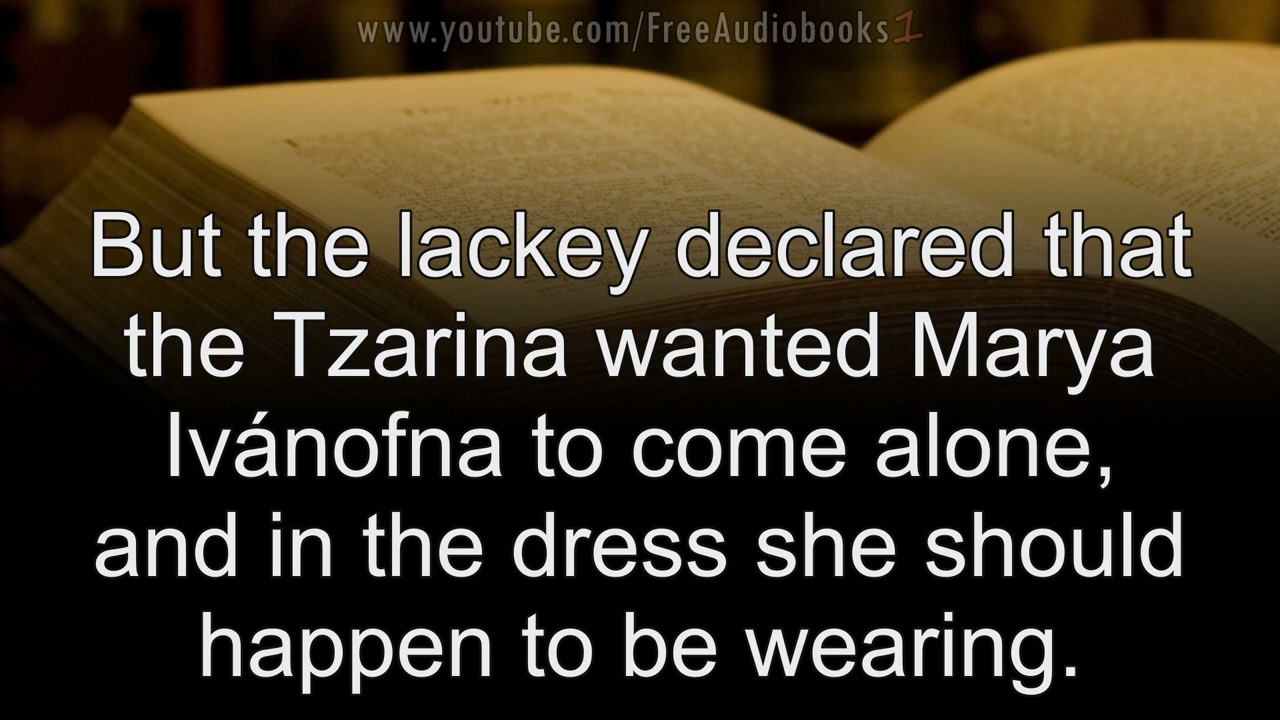 www.youtube.com/FreeAudiobooks1
But the lackey declared that
the Tzarina wanted Marya
Ivánofna to come alone,
and in the dress she should
happen to be wearing.